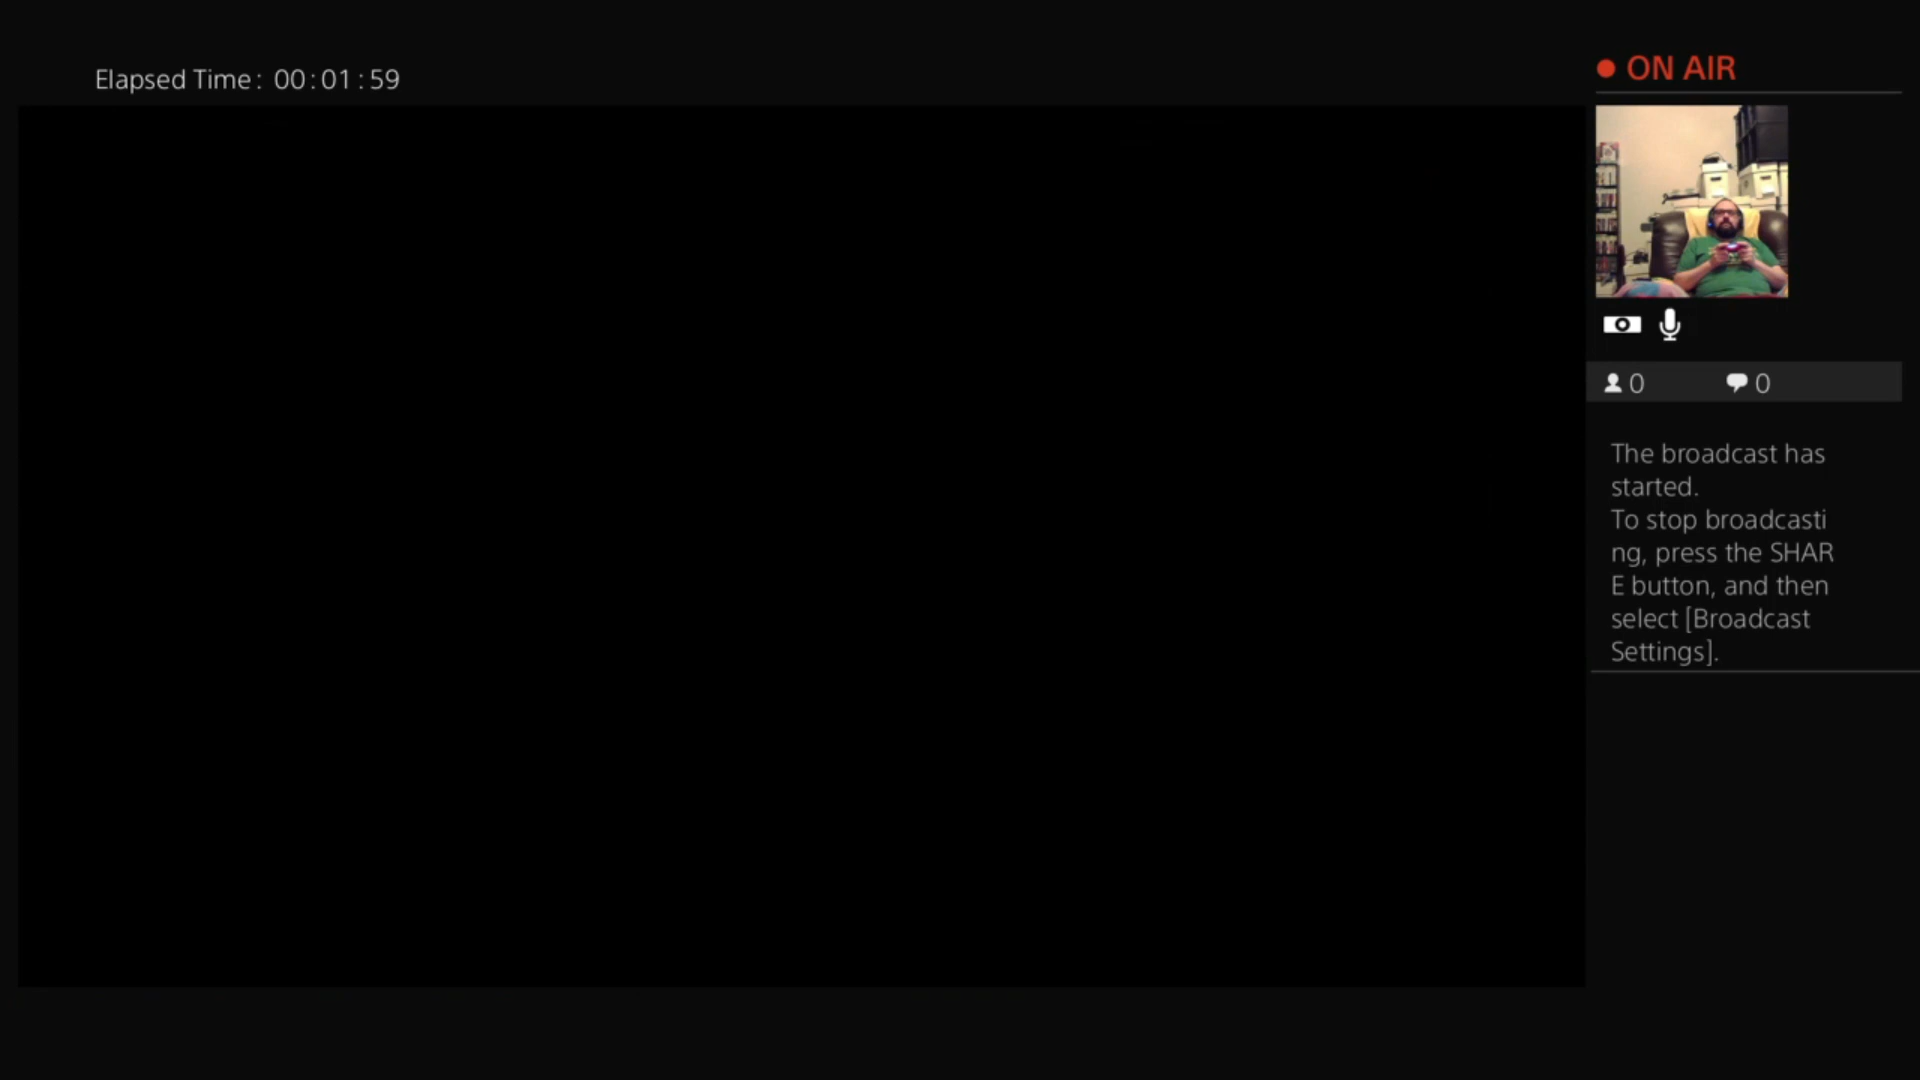 Elapsed Time: 00:01:59
ON AIR
0 0
The broadcast has
started.
To stop broadcasti
ng, press the SHAR
E button, and then
select [Broadcast
Settings].